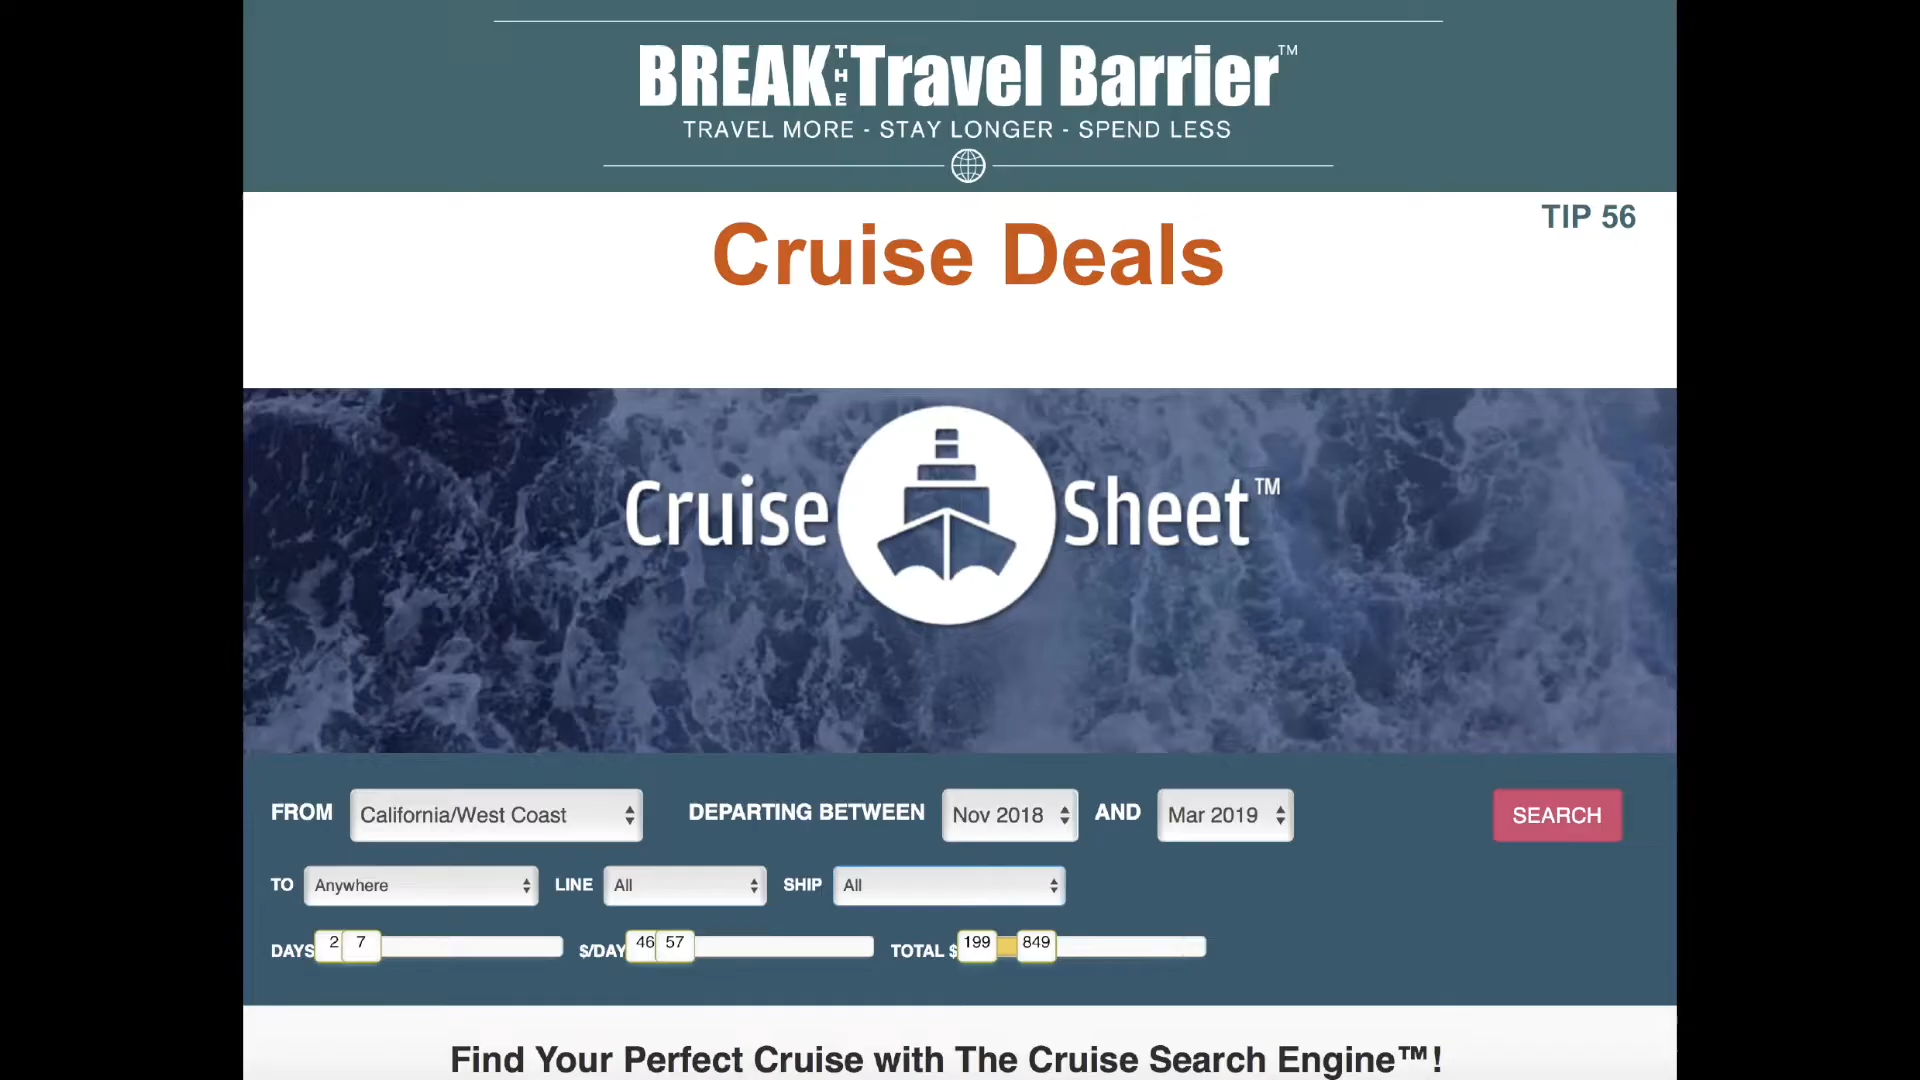 BREAK THE Travel Barrier™
TRAVEL MORE - STAY LONGER - SPEND LESS
TIP 56
Cruise Deals
Cruise Sheet™
FROM California/West Coast DEPARTING BETWEEN Nov 2018 AND Mar 2019 SEARCH
TO Anywhere LINE All SHIP All
DAYS 2 7 $/DAY 46 57 TOTAL $ 199 849
Find Your Perfect Cruise with The Cruise Search Engine™!